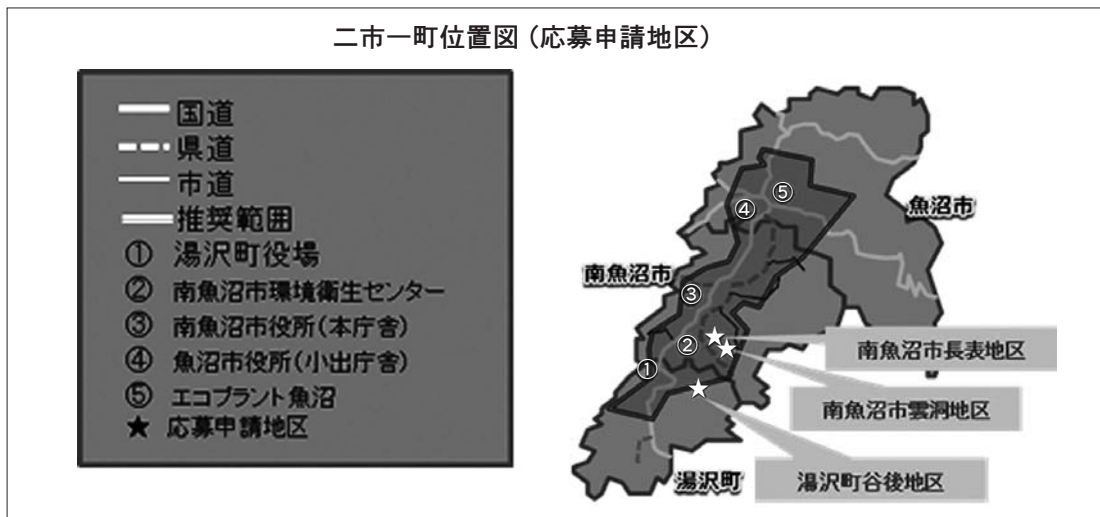 二市一町位置図（応募申請地区）
国道
県道
市道
推奨範囲
① 湯沢町役場
② 南魚沼市環境衛生センター
③ 南魚沼市役所（本庁舎）
④ 魚沼市役所（小出庁舎）
⑤ エコプラント魚沼
★ 応募申請地区
⑤
④
魚沼市
南魚沼市
③
②
①
南魚沼市長表地区
南魚沼市雲洞地区
湯沢町谷後地区
湯沢町